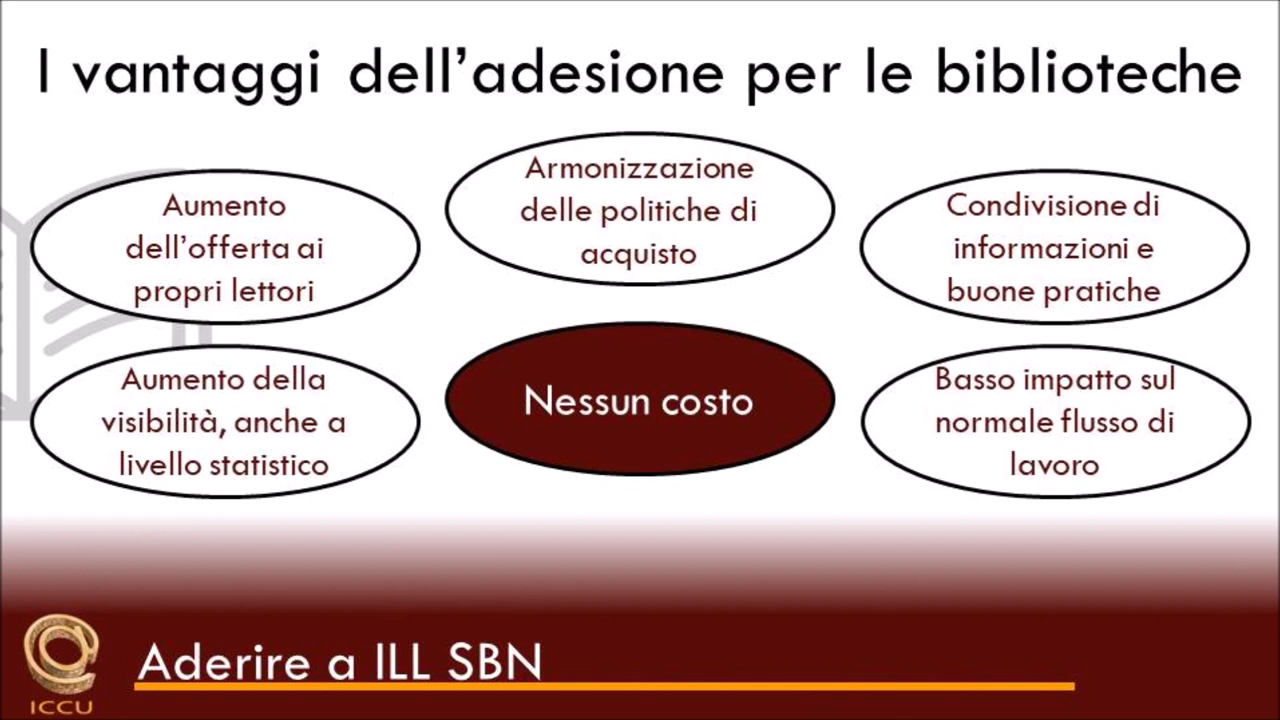 I vantaggi dell’adesione per le biblioteche
Aumento
dell’offerta ai
propri lettori
Armonizzazione
delle politiche di
acquisto
Condivisione di
informazioni e
buone pratiche
Aumento della
visibilità, anche a
livello statistico
Nessun costo
Basso impatto sul
normale flusso di
lavoro
Aderire a ILL SBN
ICCU